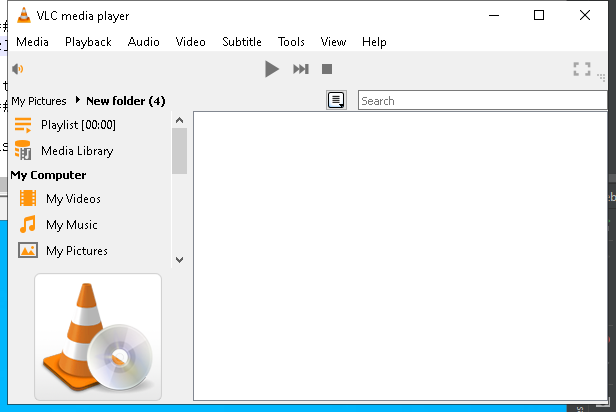 VLC media player
Media Playback Audio Video Subtitle Tools View Help
My Pictures New folder (4)
Search
Playlist [00:00]
Media Library
My Computer
My Videos
My Music
My Pictures